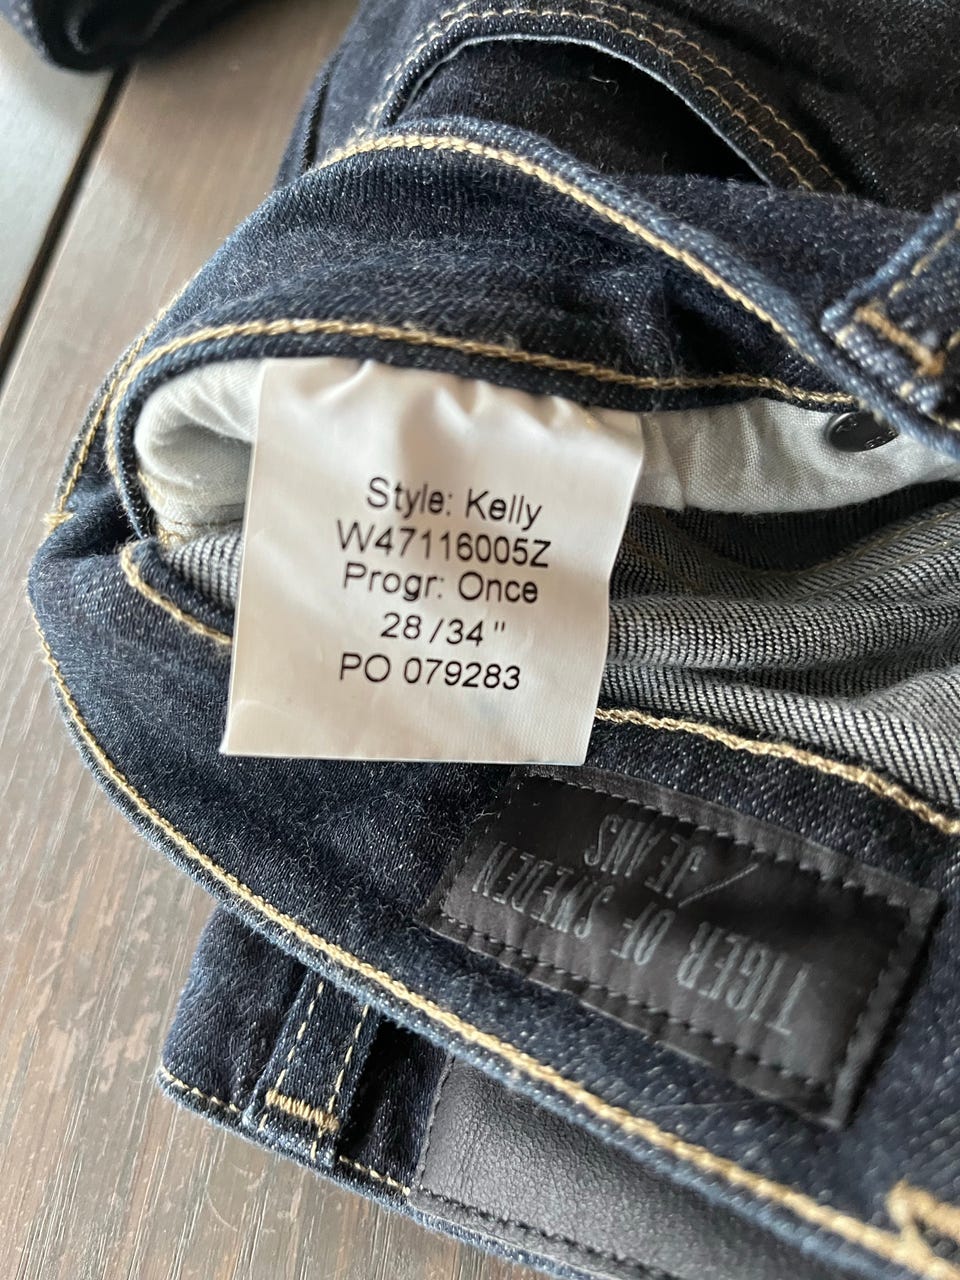 Style: Kelly
W47116005Z
Progr: Once
28/34"
PO 079283
TIGER OF SWEDEN
/JEANS